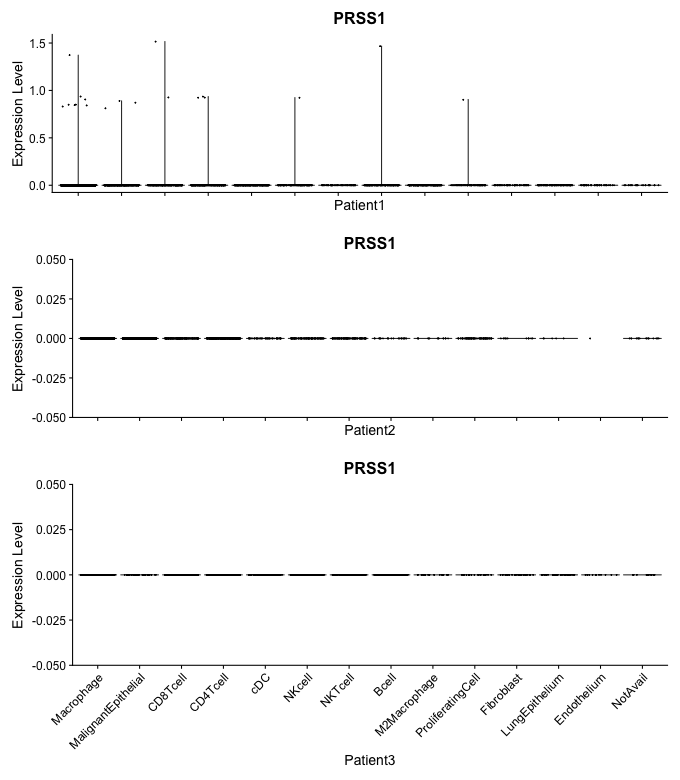 PRSS1
Expression Level
1.5
1.0
0.5
0.0
Patient1
PRSS1
Expression Level
0.050
0.025
0.000
-0.025
-0.050
Patient2
PRSS1
Expression Level
0.050
0.025
0.000
-0.025
-0.050
Macrophage
MalignantEpithelial
CD8Tcell
CD4Tcell
cDC
NKcell
NKTcell
Bcell
M2Macrophage
ProliferatingCell
Fibroblast
LungEpithelium
Endothelium
NotAvail
Patient3